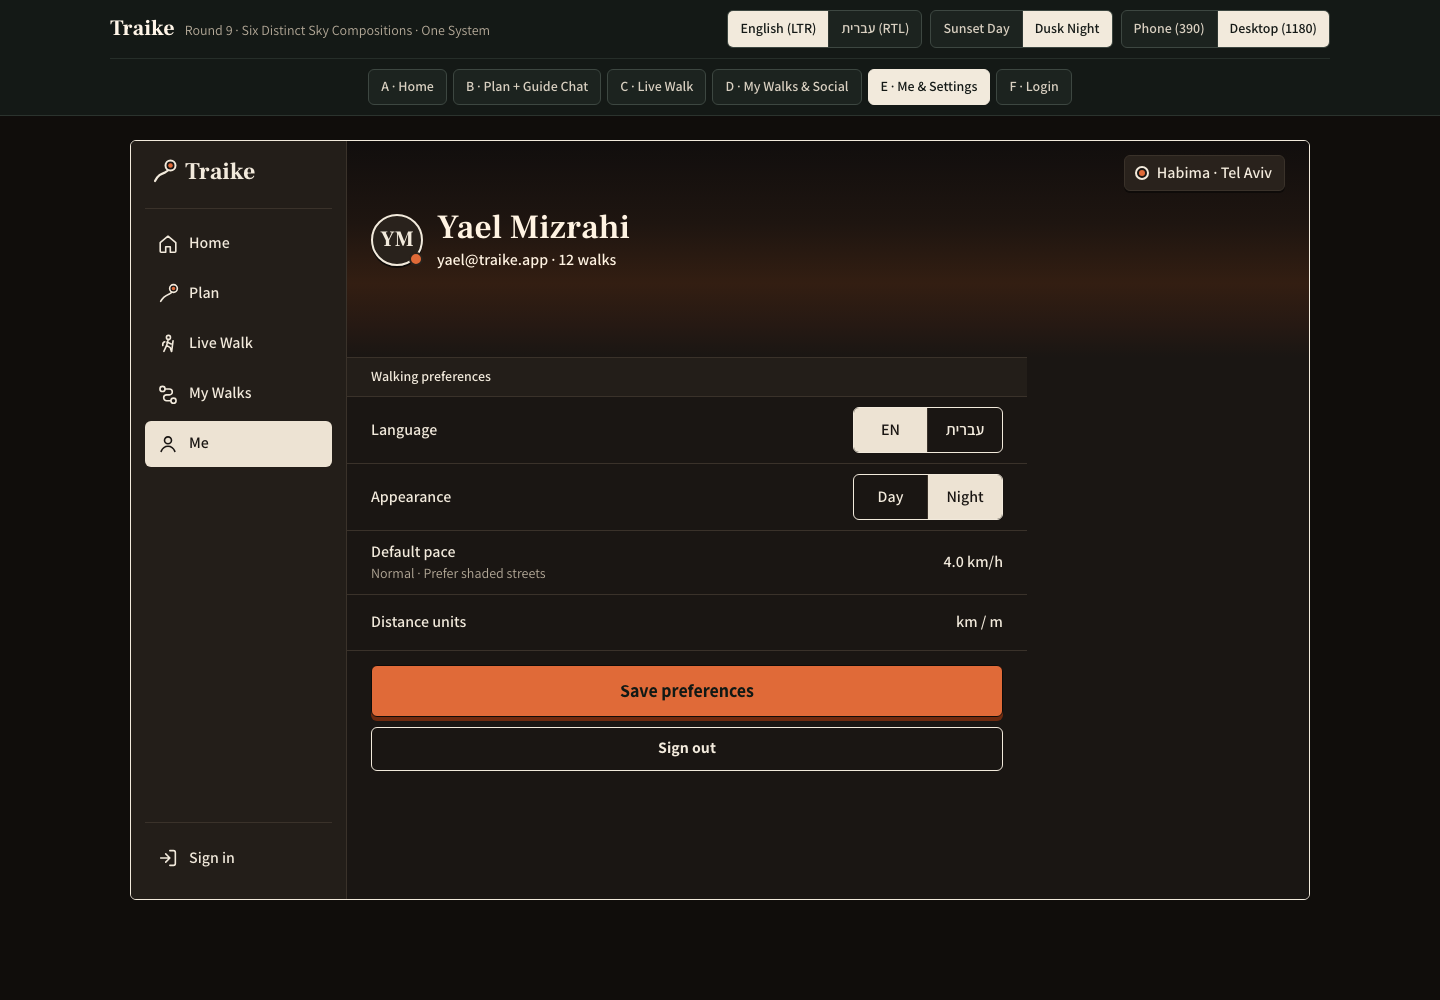 Traike Round 9 · Six Distinct Sky Compositions · One System
English (LTR) עברית (RTL) Sunset Day Dusk Night Phone (390) Desktop (1180)
A · Home B · Plan + Guide Chat C · Live Walk D · My Walks & Social E · Me & Settings F · Login
Traike
Home
Plan
Live Walk
My Walks
Me
Sign in
Habima · Tel Aviv
YM
Yael Mizrahi
yael@traike.app · 12 walks
Walking preferences
Language EN עברית
Appearance Day Night
Default pace
Normal · Prefer shaded streets
4.0 km/h
Distance units km / m
Save preferences
Sign out